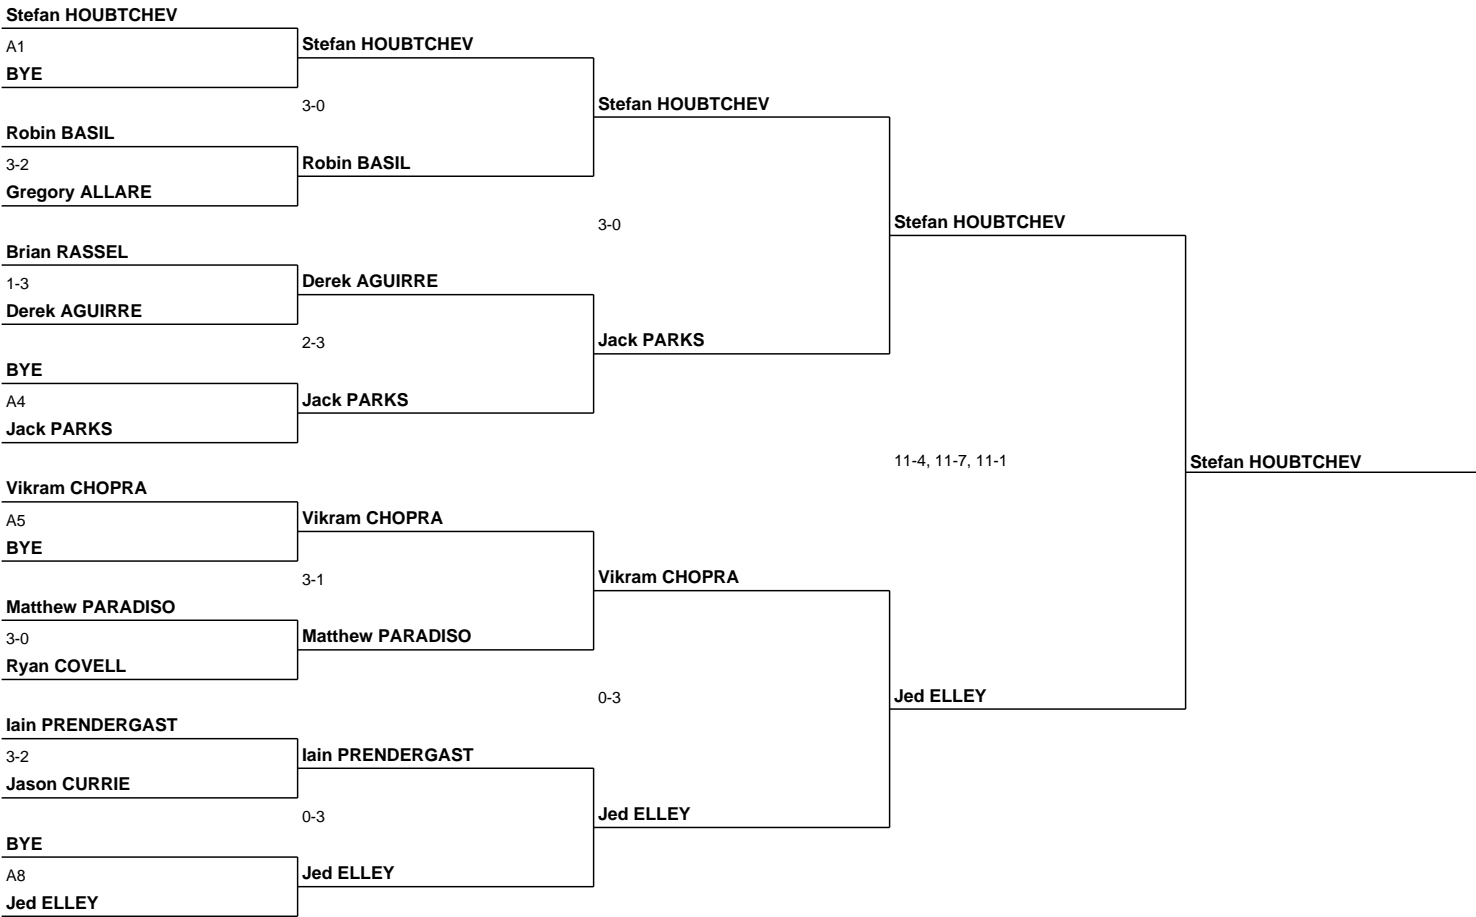 Stefan HOUBTCHEV
A1
BYE
Robin BASIL
3-2
Gregory ALLARE
Brian RASSEL
1-3
Derek AGUIRRE
BYE
A4
Jack PARKS
Vikram CHOPRA
A5
BYE
Matthew PARADISO
3-0
Ryan COVELL
Iain PRENDERGAST
3-2
Jason CURRIE
BYE
A8
Jed ELLEY
Stefan HOUBTCHEV
3-0
Robin BASIL
Derek AGUIRRE
2-3
Jack PARKS
Vikram CHOPRA
3-1
Matthew PARADISO
Iain PRENDERGAST
0-3
Jed ELLEY
Stefan HOUBTCHEV
3-0
Jack PARKS
Vikram CHOPRA
0-3
Jed ELLEY
Stefan HOUBTCHEV
11-4, 11-7, 11-1
Jed ELLEY
Stefan HOUBTCHEV